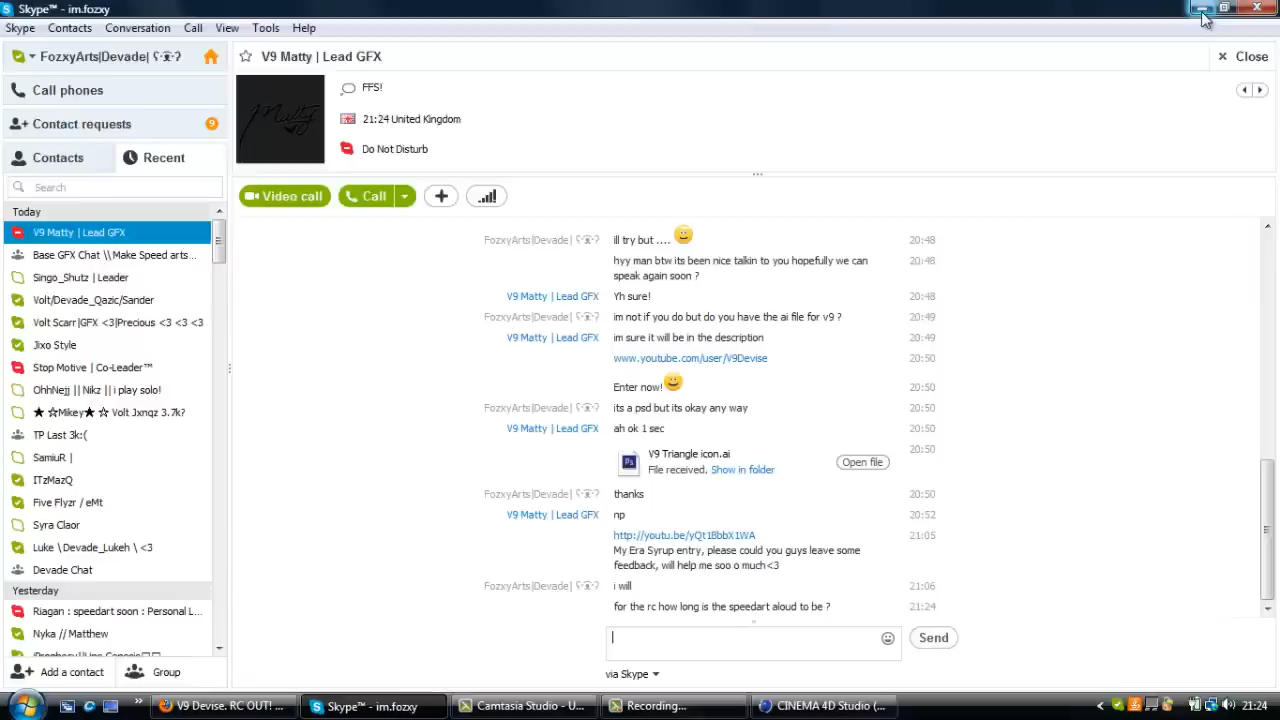 Skype™ - im.fozxy
Skype Contacts Conversation Call View Tools Help
FozxyArts|Devade|
Call phones
Contact requests 9
Contacts Recent
Search
Today
V9 Matty | Lead GFX
Base GFX Chat \\ Make Speed arts...
Singo_Shutz | Leader
Volt/Devade_Qazic/Sander
Volt Scarr|GFX <3|Precious <3 <3 <3
Jixo Style
Stop Motive | Co-Leader™
OhhNejj || Nikz || i play solo!
★ ☆Mikey★ ☆ Volt Jxnqz 3.7k?
TP Last 3k:(
SamiuR |
ITzMazQ
Five Flyzr / eMt
Syra Claor
Luke \ Devade_Lukeh \ <3
Devade Chat
Yesterday
Riagan : speedart soon : Personal L...
Nyka // Matthew
Add a contact Group
V9 Matty | Lead GFX
Close
Matty
FFS!
21:24 United Kingdom
Do Not Disturb
Video call Call
FozxyArts|Devade| ill try but .... 20:48
hyy man btw its been nice talkin to you hopefully we can 20:48
speak again soon ?
V9 Matty | Lead GFX Yh sure! 20:48
FozxyArts|Devade| im not if you do but do you have the ai file for v9 ? 20:49
V9 Matty | Lead GFX im sure it will be in the description 20:49
www.youtube.com/user/V9Devise 20:50
Enter now! 20:50
FozxyArts|Devade| its a psd but its okay any way 20:50
V9 Matty | Lead GFX ah ok 1 sec 20:50
20:50
Ps V9 Triangle icon.ai
File received. Show in folder Open file
FozxyArts|Devade| thanks 20:50
V9 Matty | Lead GFX np 20:52
http://youtu.be/yQt1BbbX1WA 21:05
My Era Syrup entry, please could you guys leave some
feedback, will help me soo o much<3
FozxyArts|Devade| i will 21:06
for the rc how long is the speedart aloud to be ? 21:24
Send
via Skype
V9 Devise. RC OUT! ... Skype™ - im.fozxy Camtasia Studio - U... Recording... CINEMA 4D Studio (... 21:24